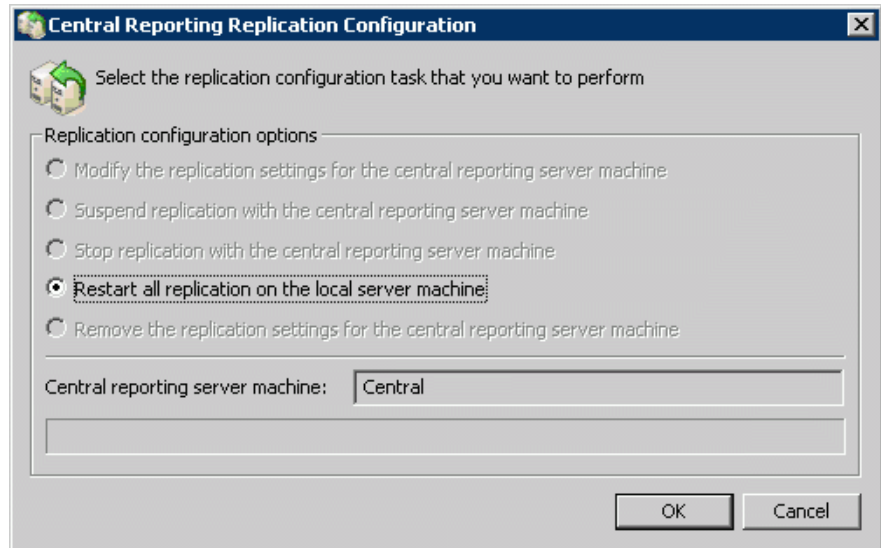 Central Reporting Replication Configuration
Select the replication configuration task that you want to perform
Replication configuration options
Modify the replication settings for the central reporting server machine
Suspend replication with the central reporting server machine
Stop replication with the central reporting server machine
Restart all replication on the local server machine
Remove the replication settings for the central reporting server machine
Central reporting server machine: Central
OK Cancel